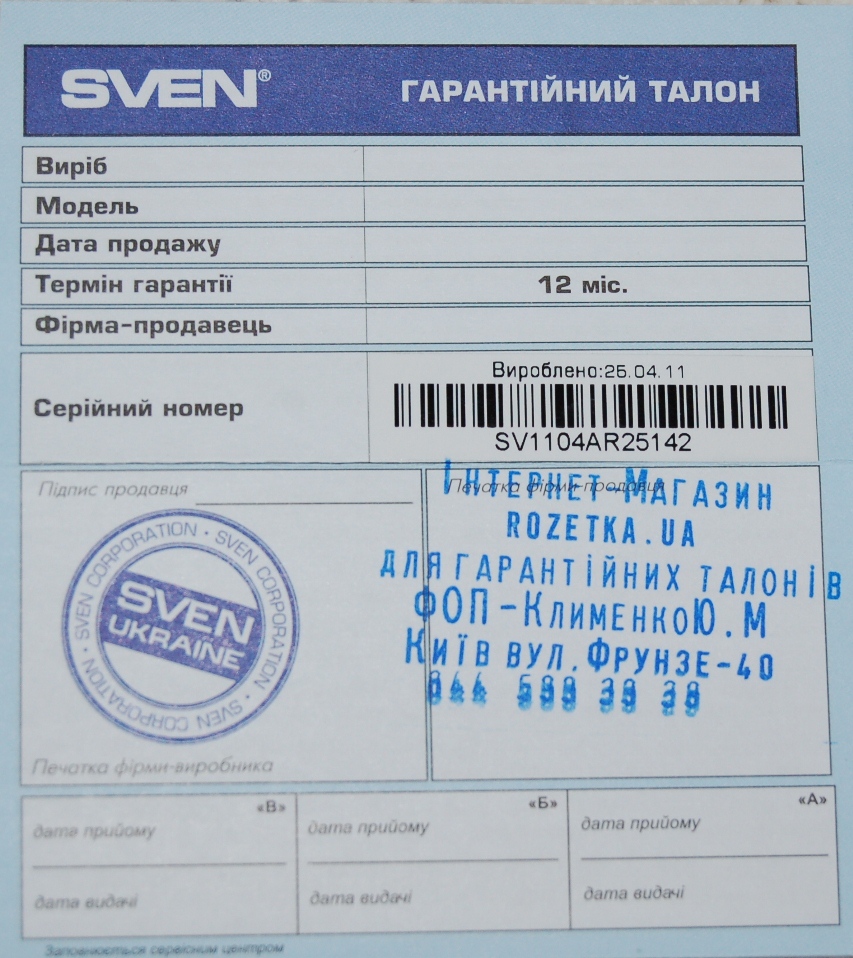 SVEN® ГАРАНТІЙНИЙ ТАЛОН
Виріб
Модель
Дата продажу
Термін гарантії 12 міс.
Фірма-продавець
Серійний номер
Вироблено:25.04.11
SV1104AR25142
Підпис продавця
Печатка фірми-продавця
ІНТЕРНЕТ-МАГАЗИН
ROZETKA.UA
ДЛЯ ГАРАНТІЙНИХ ТАЛОНІВ
ФОП-КЛИМЕНКОЮ.М
КИЇВ ВУЛ.ФРУНЗЕ-40
044
SVEN CORPORATION · SVEN CORPORATION · SVEN CORPORATION ·
SVEN
UKRAINE
Печатка фірми-виробника
«В» «Б» «А»
дата прийому дата прийому дата прийому
дата видачі дата видачі дата видачі
Заповнюється сервісним центром